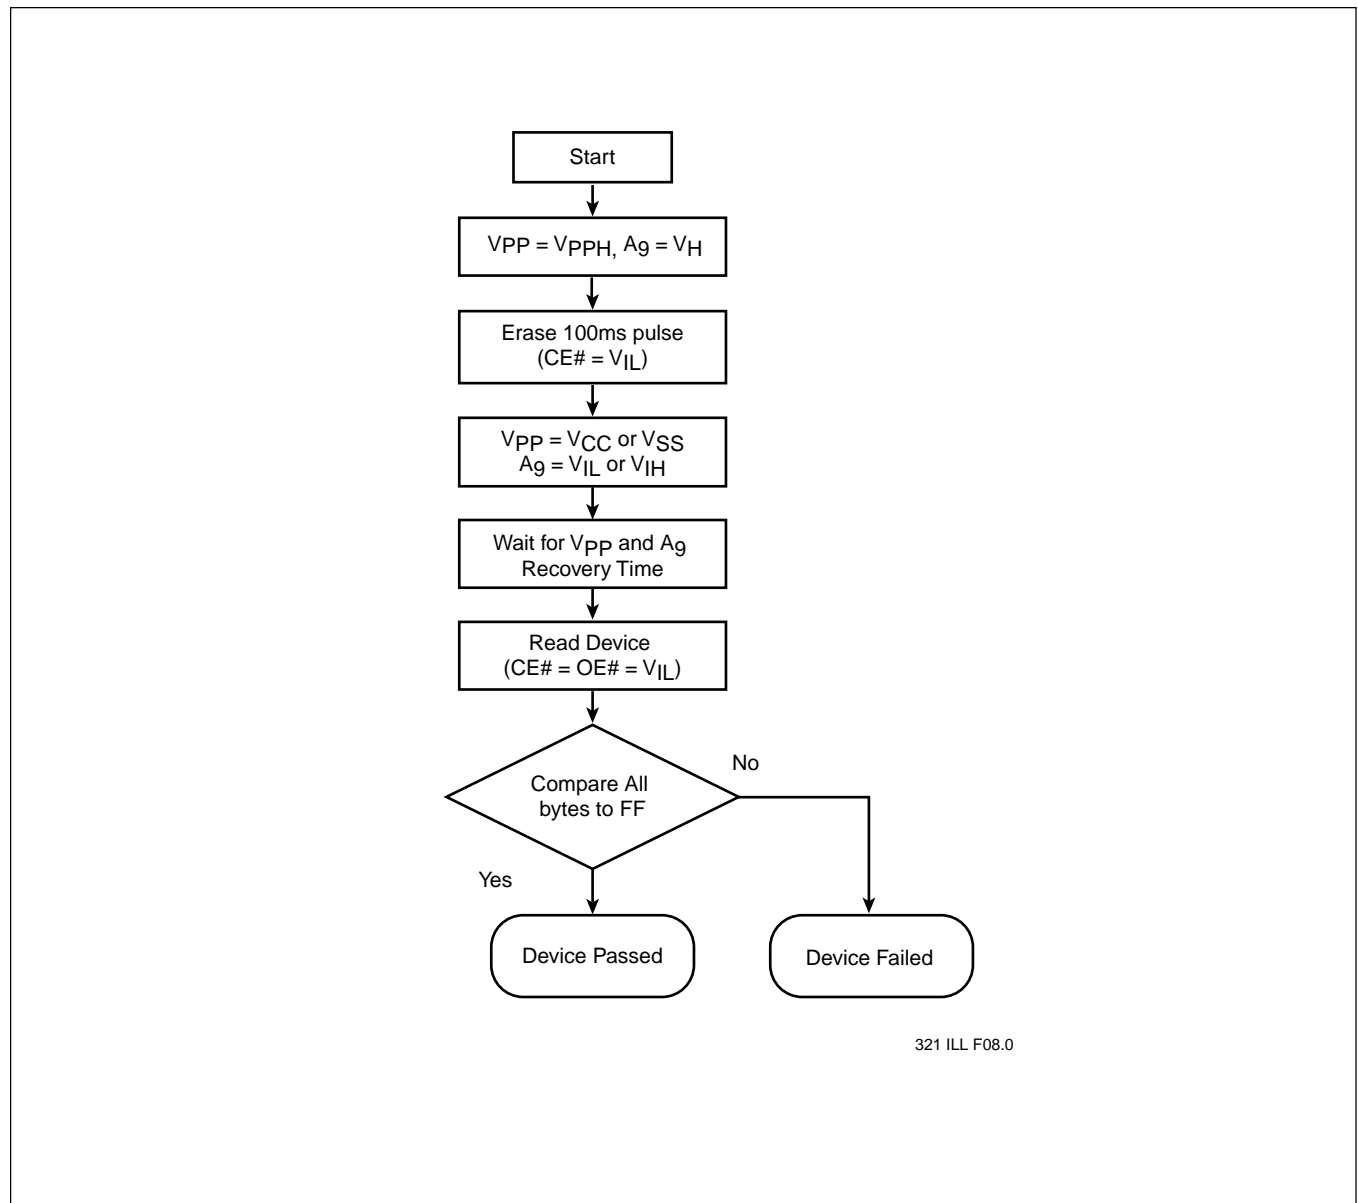 Start
VPP = VPPH, A9 = VH
Erase 100ms pulse
(CE# = VIL)
VPP = VCC or VSS
A9 = VIL or VIH
Wait for VPP and A9
Recovery Time
Read Device
(CE# = OE# = VIL)
Compare All
bytes to FF
No
Yes
Device Passed
Device Failed
321 ILL F08.0